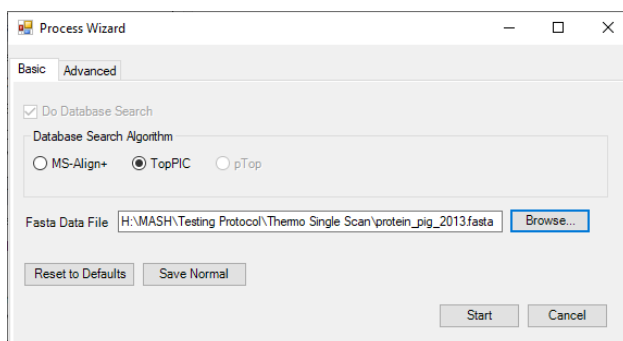 Process Wizard
Basic Advanced
Do Database Search
Database Search Algorithm
MS-Align+ TopPIC pTop
Fasta Data File H:\MASH\Testing Protocol\Thermo Single Scan\protein_pig_2013.fasta Browse...
Reset to Defaults Save Normal
Start Cancel